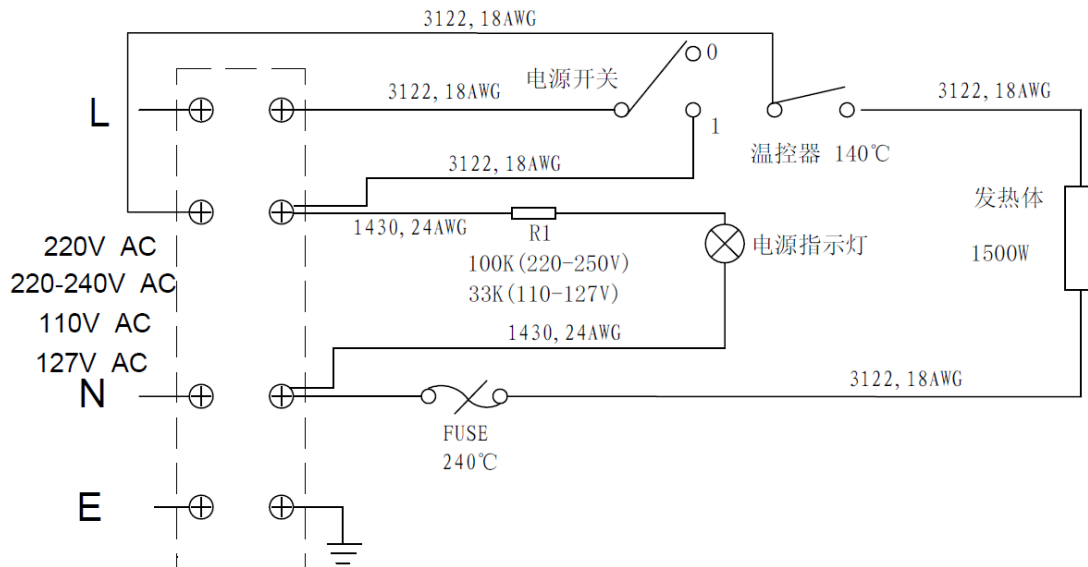 3122,18AWG
0
电源开关
L
3122,18AWG
1
3122,18AWG
温控器 140℃
3122,18AWG
发热体
1430,24AWG
R1
电源指示灯
1500W
220V AC
100K(220-250V)
220-240V AC
33K(110-127V)
110V AC
1430,24AWG
127V AC
N
3122,18AWG
FUSE
240℃
E